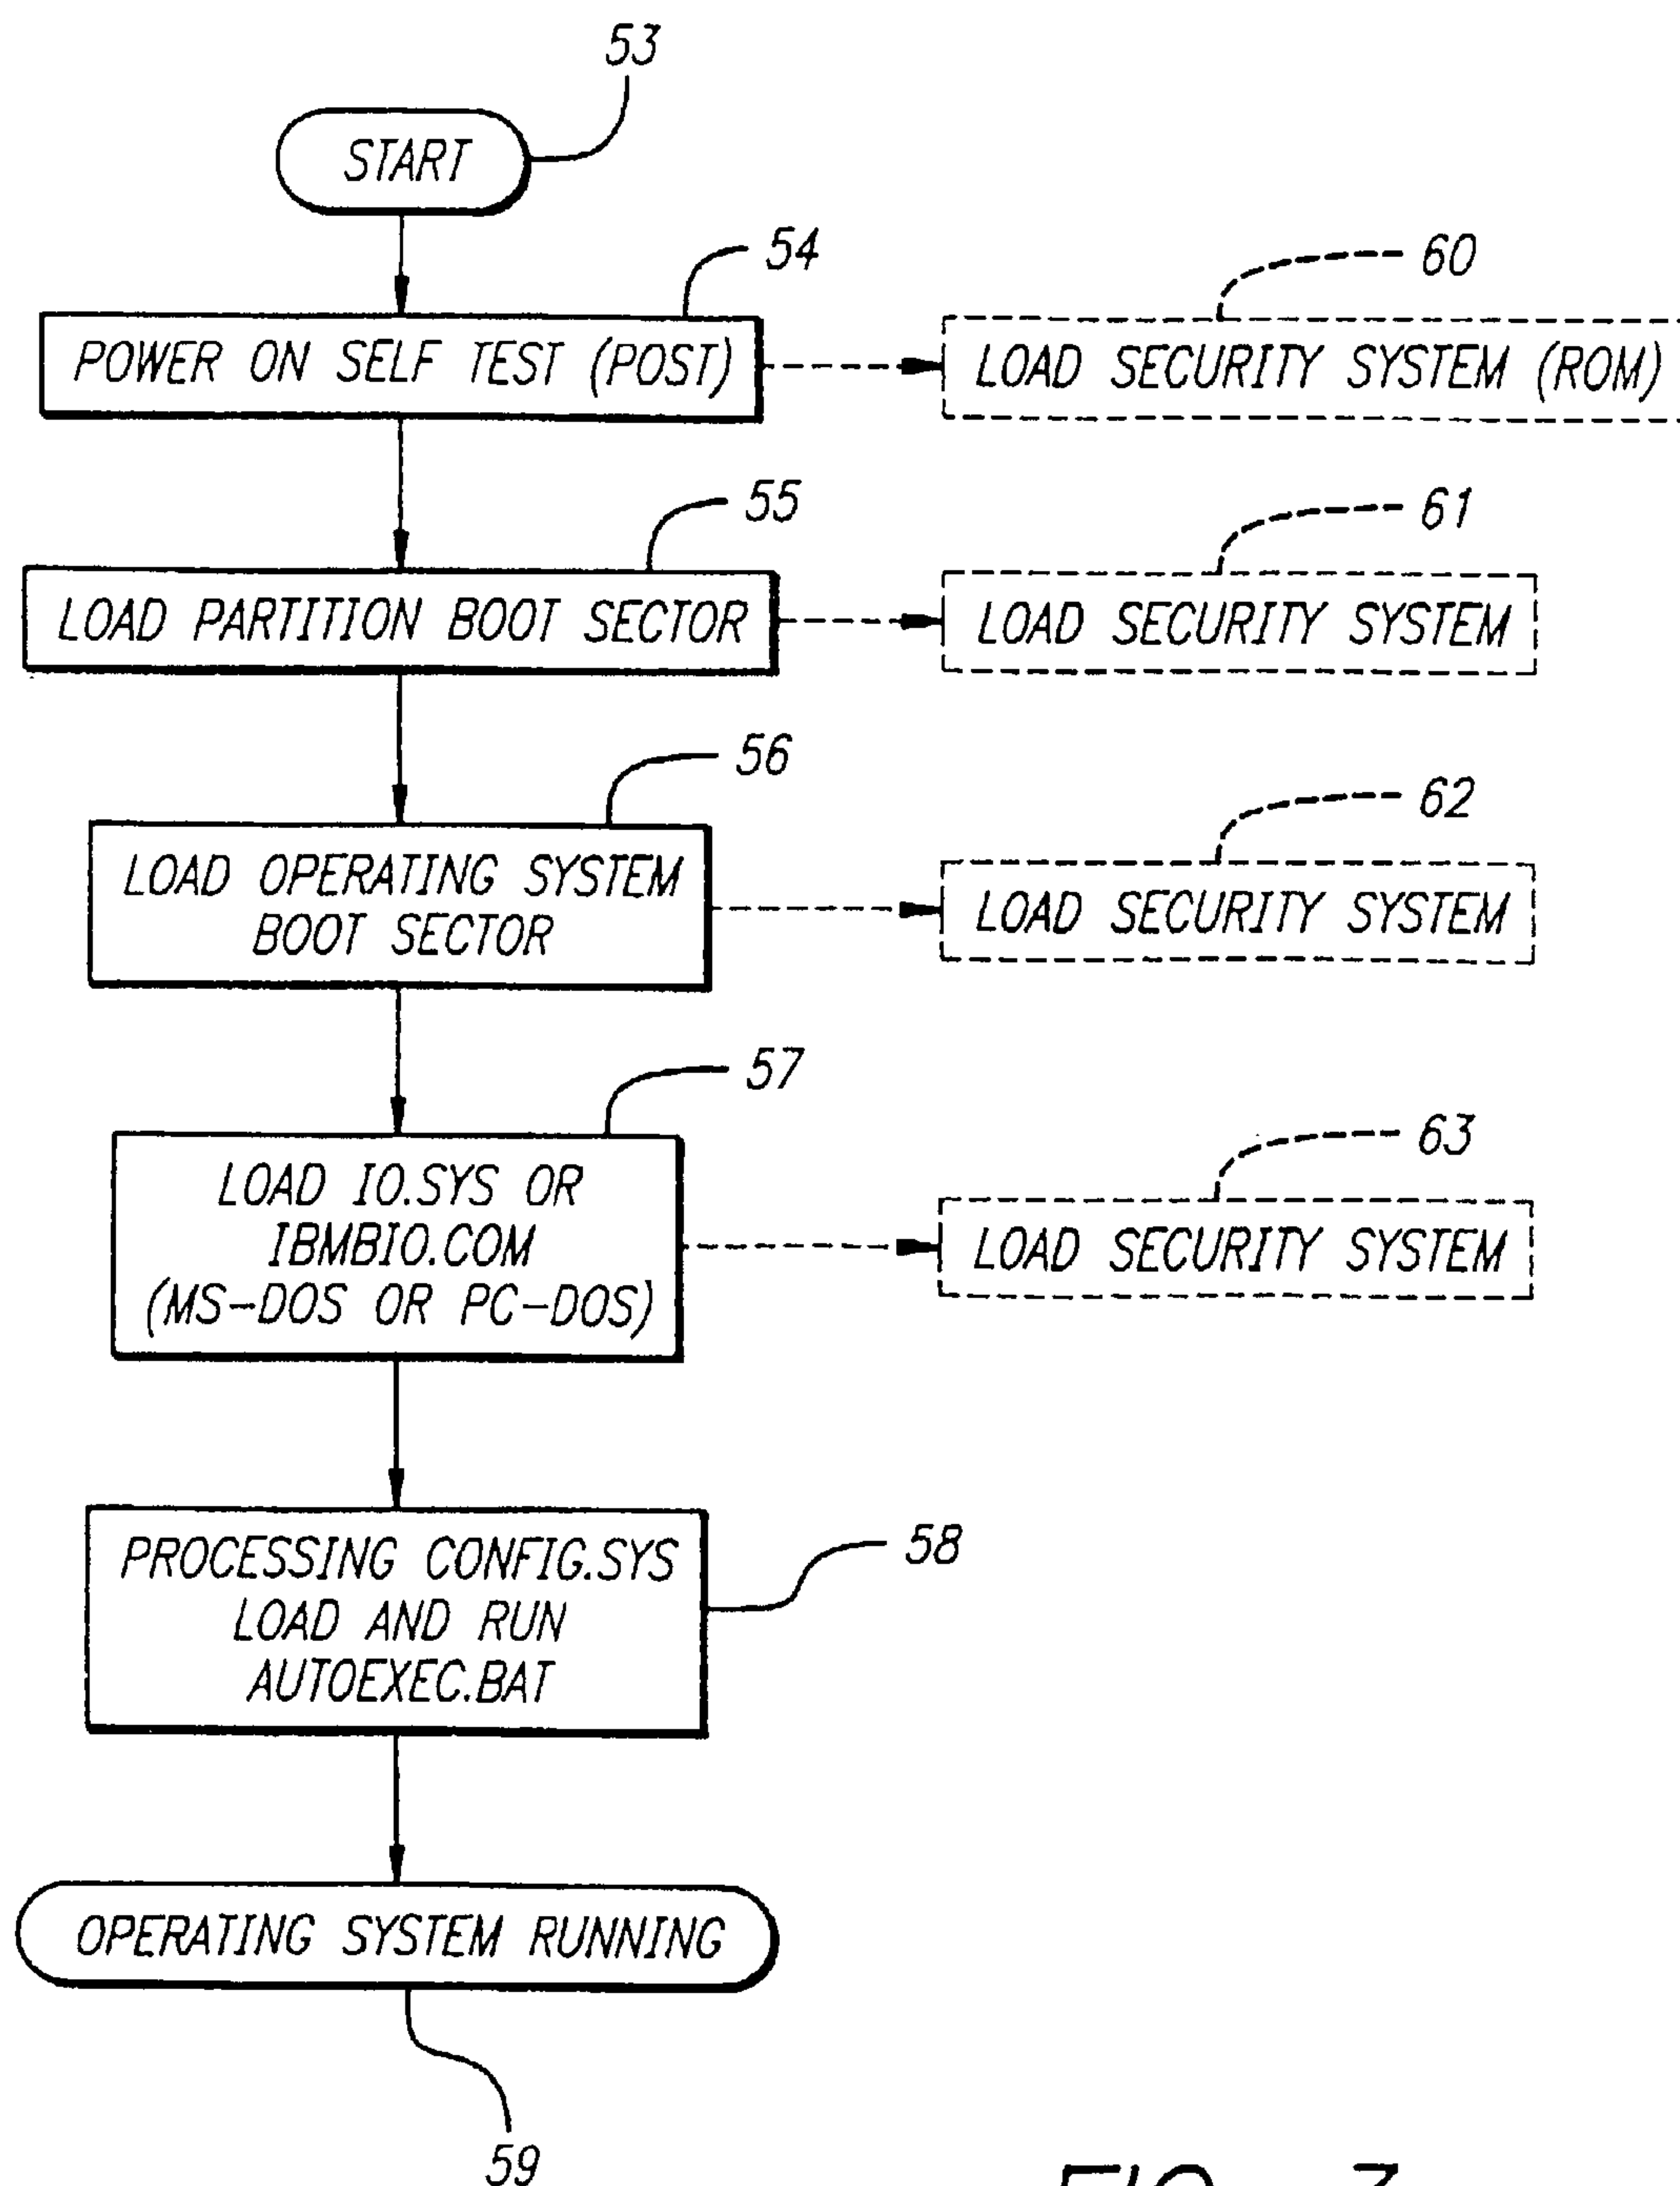 53
START
54
POWER ON SELF TEST (POST)
60
LOAD SECURITY SYSTEM (ROM)
55
LOAD PARTITION BOOT SECTOR
61
LOAD SECURITY SYSTEM
56
LOAD OPERATING SYSTEM
BOOT SECTOR
62
LOAD SECURITY SYSTEM
57
LOAD IO.SYS OR
IBMBIO.COM
(MS-DOS OR PC-DOS)
63
LOAD SECURITY SYSTEM
58
PROCESSING CONFIG.SYS
LOAD AND RUN
AUTOEXEC.BAT
OPERATING SYSTEM RUNNING
59